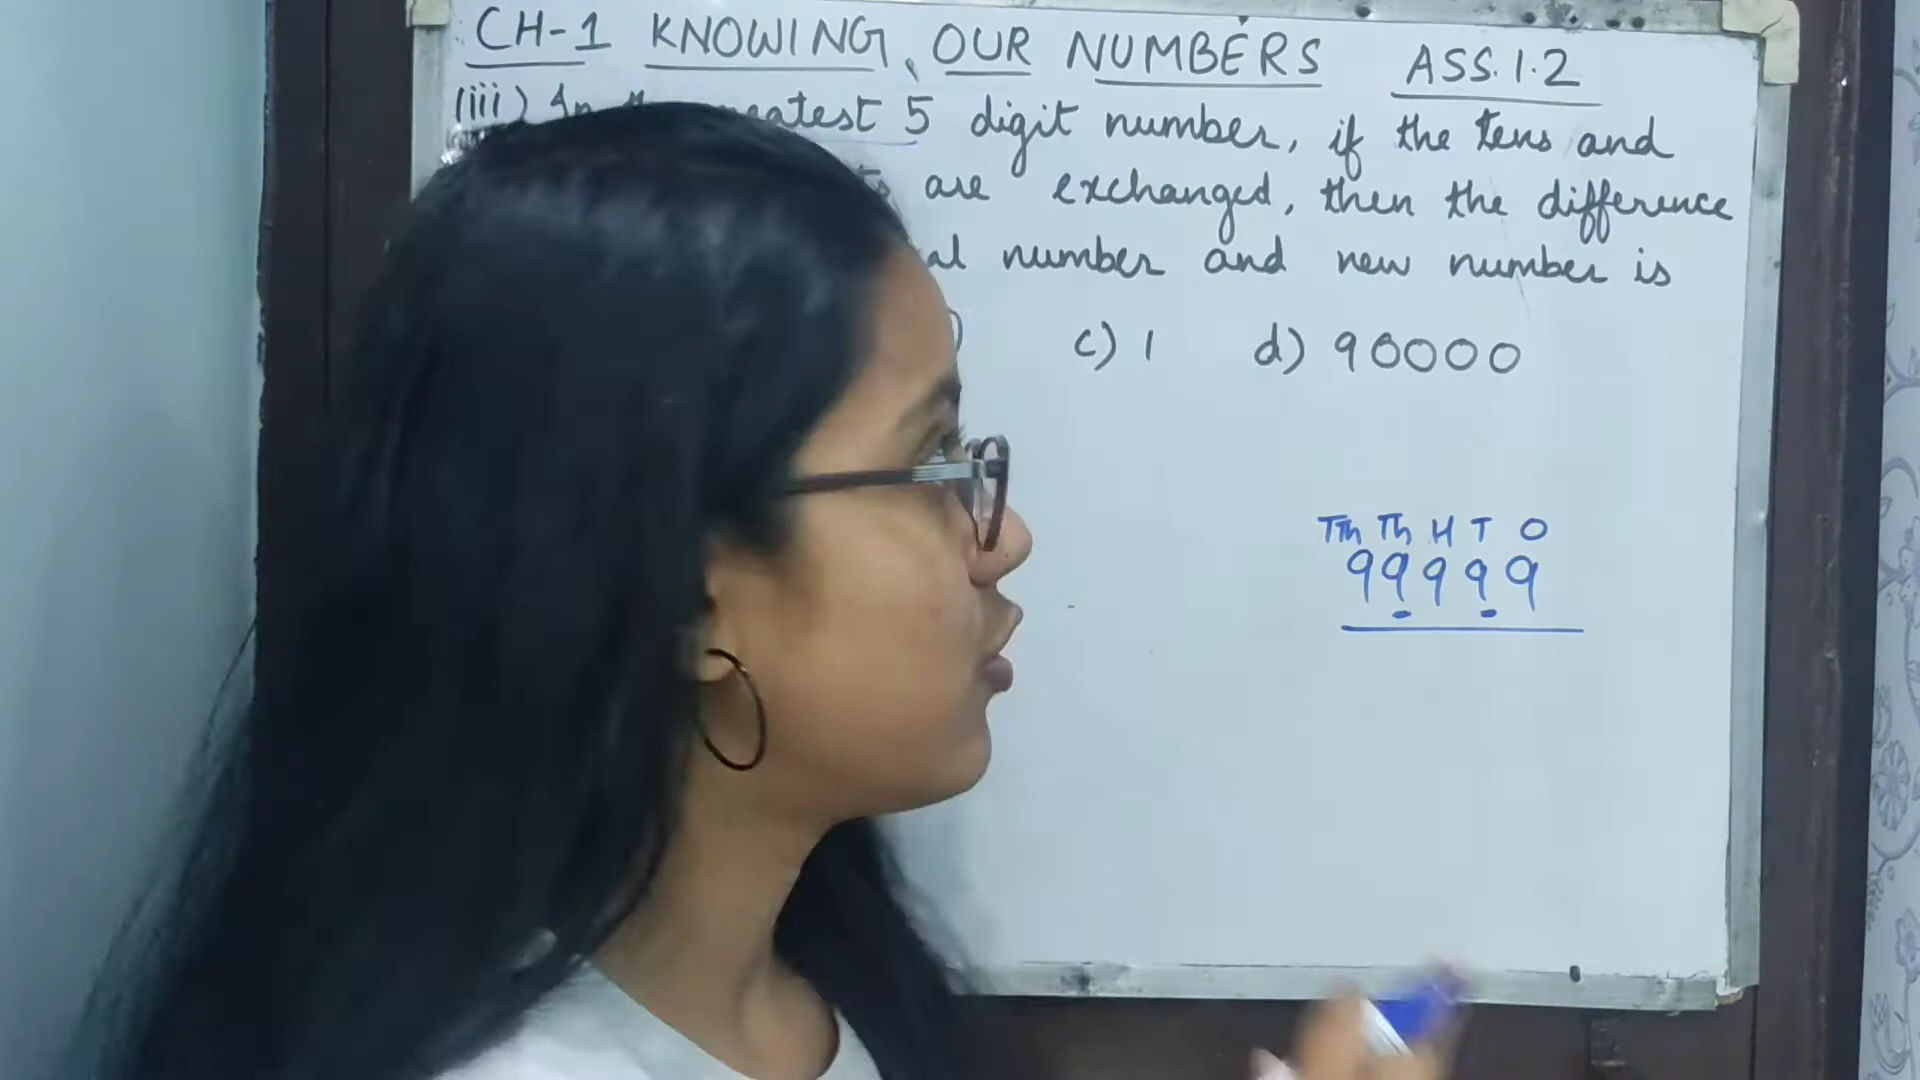 CH-1 KNOWING OUR NUMBERS ASS. 1.2
(iii) In 5 digit number, if the tens and
are exchanged, then the difference
number and new number is
c) 1 d) 90000
TTh Th H T O
99999